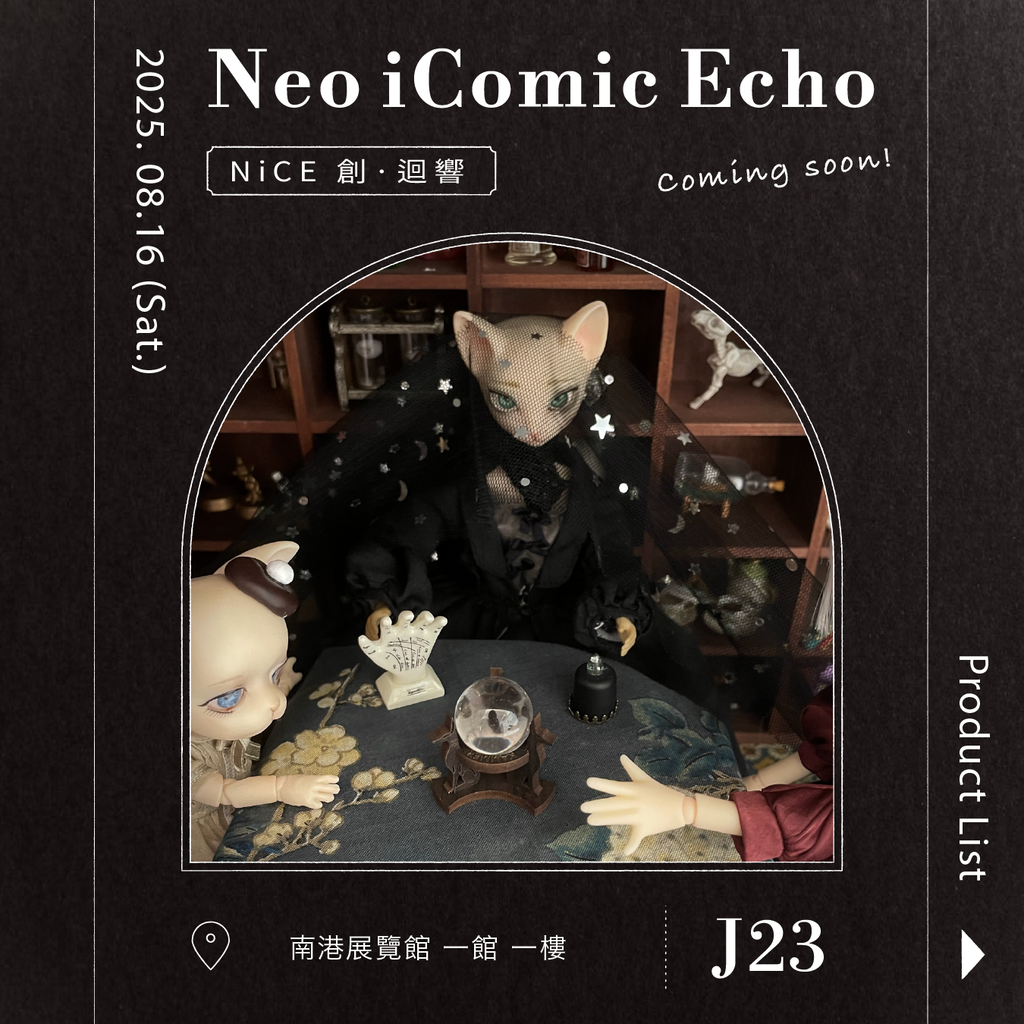 Neo iComic Echo
2025. 08.16 (Sat.)
NiCE 創·迴響
coming soon!
Product List
南港展覽館 一館 一樓
J23